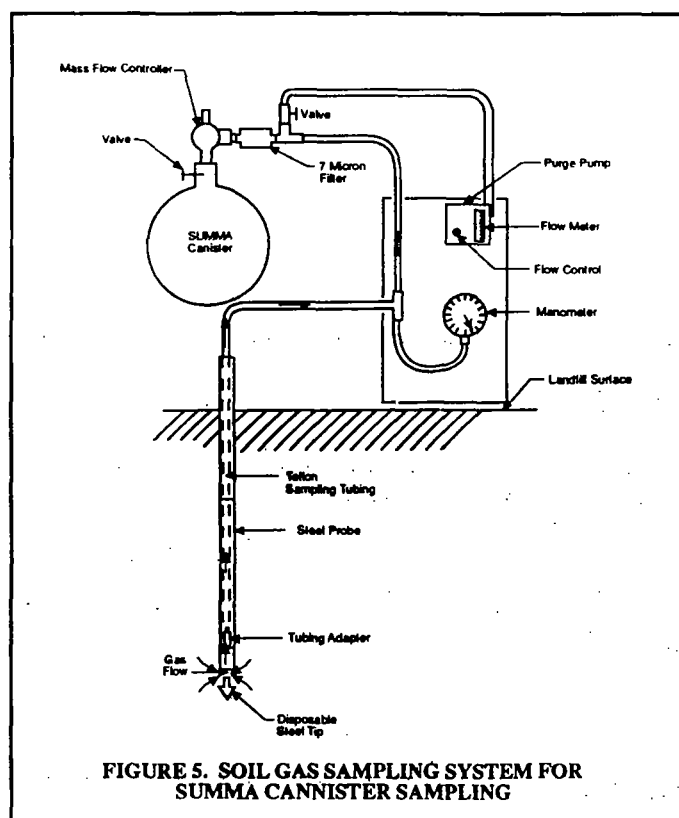 Mass Flow Controller
Valve
Valve
7 Micron
Filter
SUMMA
Canister
Purge Pump
Flow Meter
Flow Control
Manometer
Landfill Surface
Teflon
Sampling Tubing
Steel Probe
Tubing Adapter
Gas
Flow
Disposable
Steel Tip
FIGURE 5. SOIL GAS SAMPLING SYSTEM FOR
SUMMA CANNISTER SAMPLING